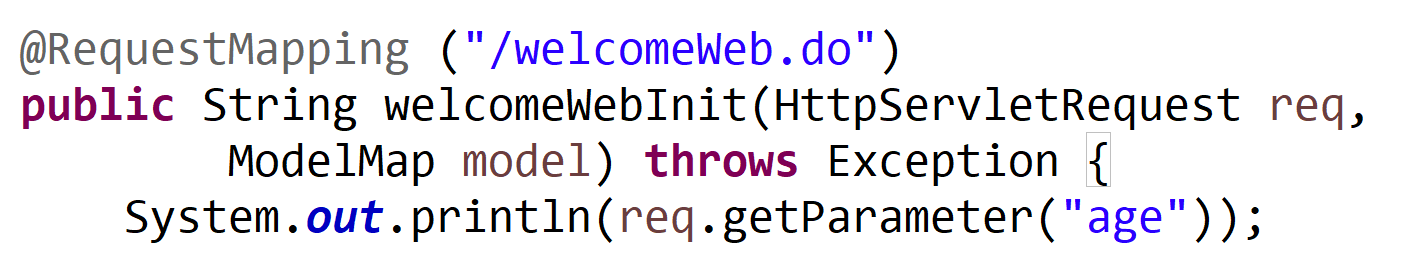 @RequestMapping ("/welcomeWeb.do")
public String welcomeWebInit(HttpServletRequest req,
ModelMap model) throws Exception {
System.out.println(req.getParameter("age"));